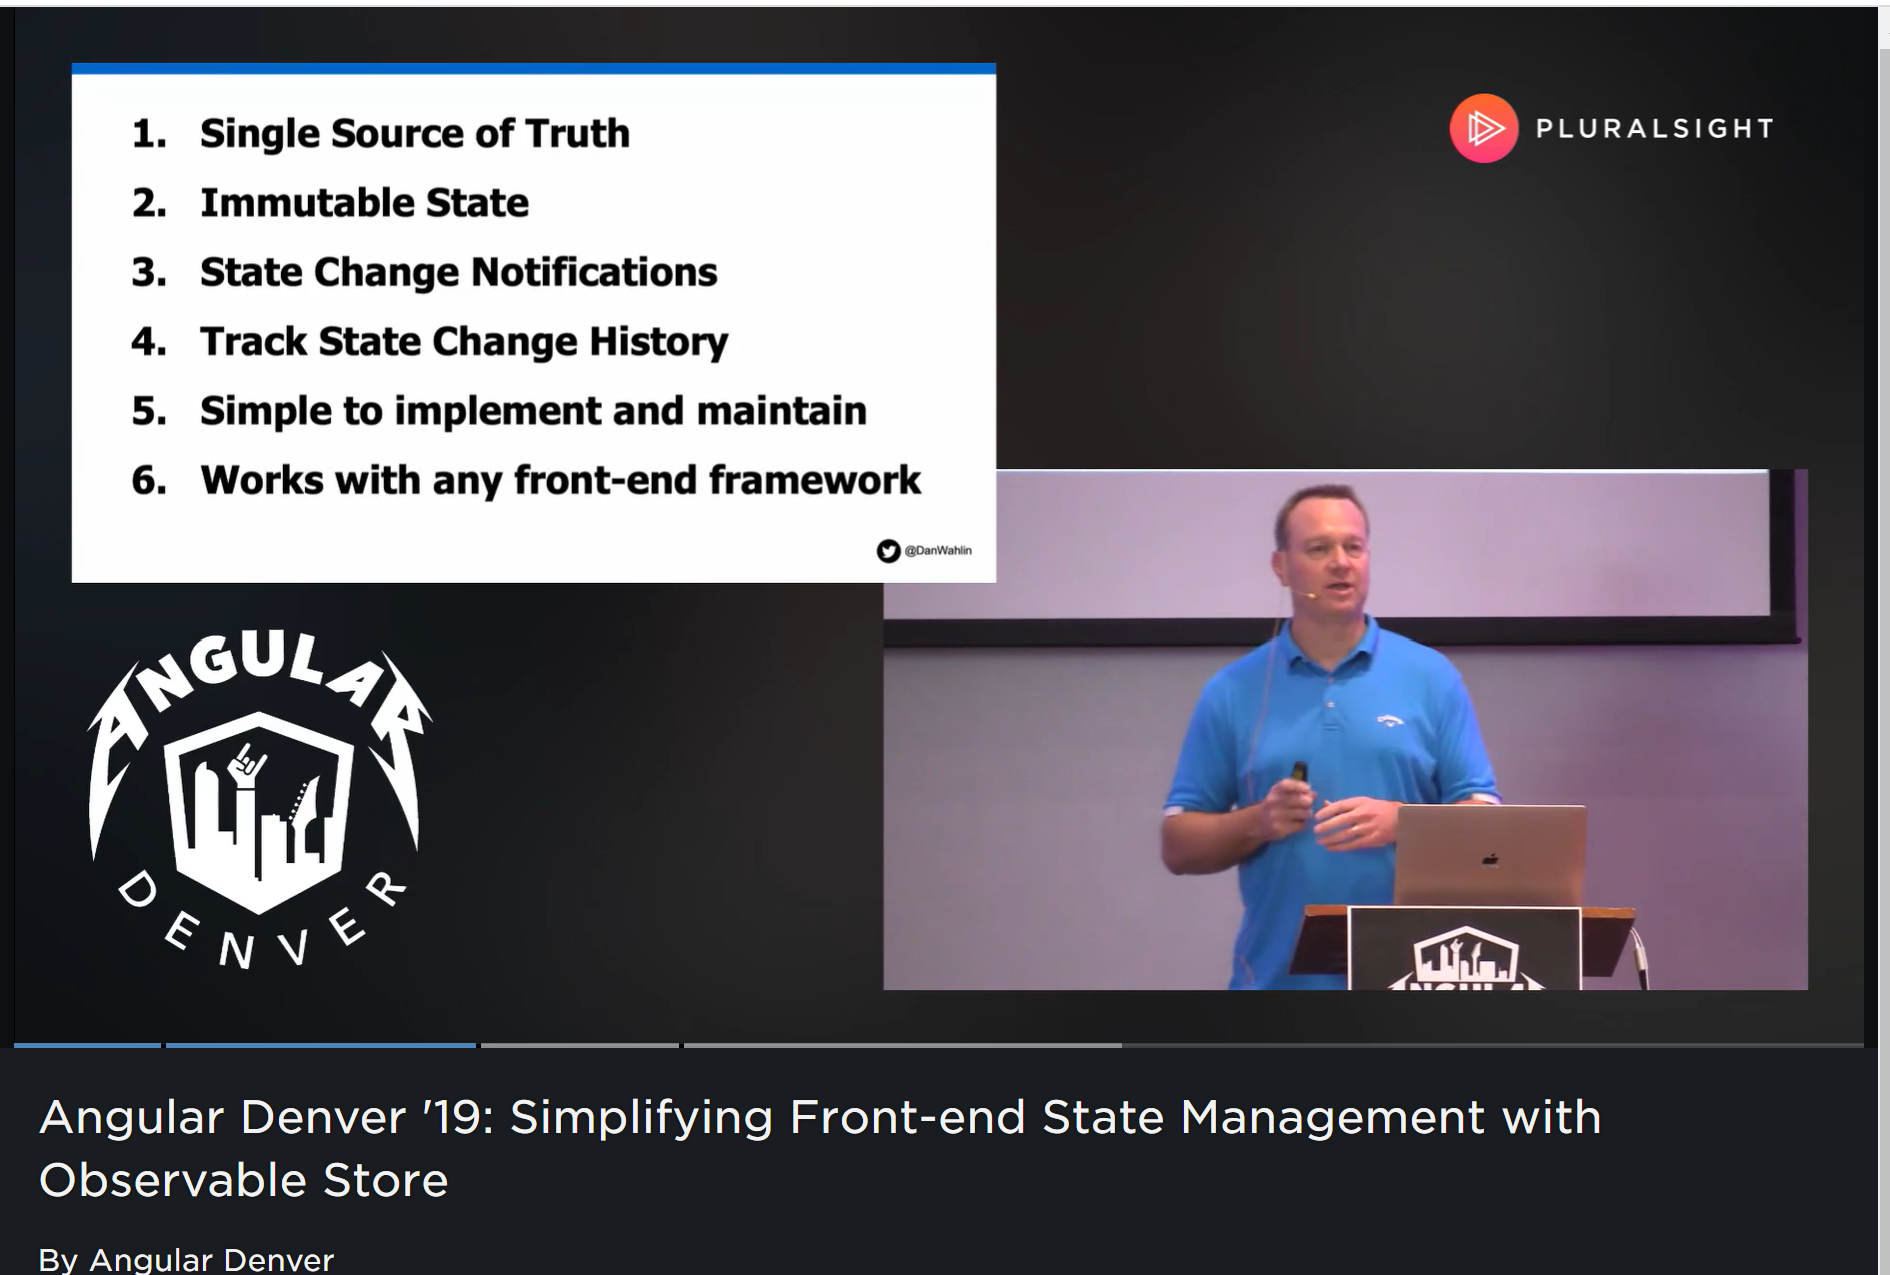 1. Single Source of Truth
2. Immutable State
3. State Change Notifications
4. Track State Change History
5. Simple to implement and maintain
6. Works with any front-end framework
@DanWahlin
PLURALSIGHT
ANGULAR
DENVER
Angular Denver '19: Simplifying Front-end State Management with
Observable Store
By Angular Denver